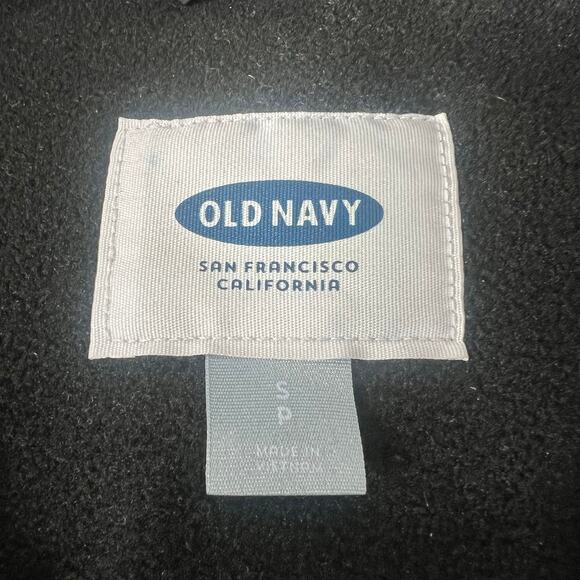 OLD NAVY
SAN FRANCISCO
CALIFORNIA
S
P
MADE IN
VIETNAM